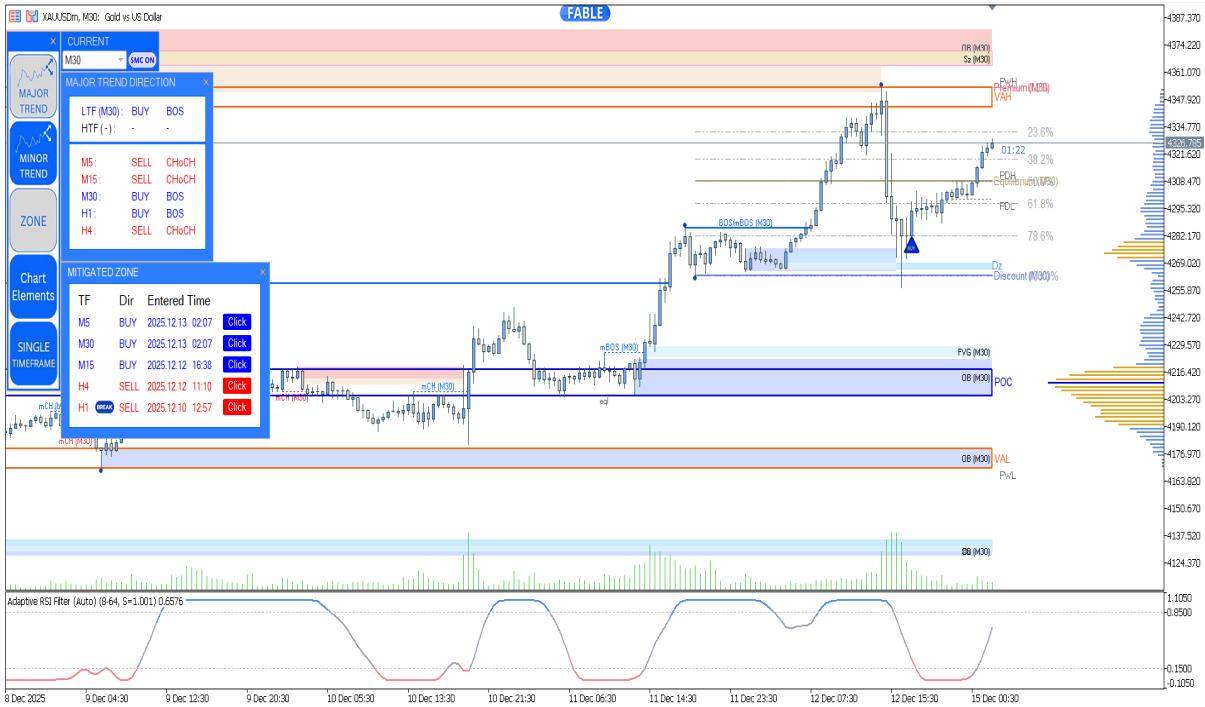 XAUUSDm, M30: Gold vs US Dollar
FABLE
CURRENT
M30
SMC ON
MAJOR TREND DIRECTION
LTF (M30) : BUY BOS
HTF ( - ) : - -
M5 : SELL CHoCH
M15 : SELL CHoCH
M30 : BUY BOS
H1 : BUY BOS
H4 : SELL CHoCH
MAJOR
TREND
MINOR
TREND
ZONE
Chart
Elements
SINGLE
TIMEFRAME
MITIGATED ZONE
TF Dir Entered Time
M5 BUY 2025.12.13 02:07 Click
M30 BUY 2025.12.13 02:07 Click
M15 BUY 2025.12.12 16:38 Click
H4 SELL 2025.12.12 11:10 Click
H1 BREAK SELL 2025.12.10 12:57 Click
OB (M30)
Sz (M30)
PWH
Premium (M30)
VAH
23.6%
01:22
38.2%
PDH
Equilibrium (M30)
PDL
61.8%
BOS/mBOS (M30)
78.6%
Dz
Discount (M30)
mBOS (M30)
FVG (M30)
OB (M30)
POC
mCH (M30)
mCH (M30)
eql
mCH (M30)
OB (M30)
VAL
PWL
(M30)
4387.370
4374.220
4361.070
4347.920
4334.770
4326.785
4321.620
4308.470
4295.320
4282.170
4269.020
4255.870
4242.720
4229.570
4216.420
4203.270
4190.120
4176.970
4163.820
4150.670
4137.520
4124.370
Adaptive RSI Filter (Auto) (8-64, S=1.001) 0.6576
1.1050
0.8500
0.1500
-0.1050
8 Dec 2025
9 Dec 04:30
9 Dec 12:30
9 Dec 20:30
10 Dec 05:30
10 Dec 13:30
10 Dec 21:30
11 Dec 06:30
11 Dec 14:30
11 Dec 23:30
12 Dec 07:30
12 Dec 15:30
15 Dec 00:30